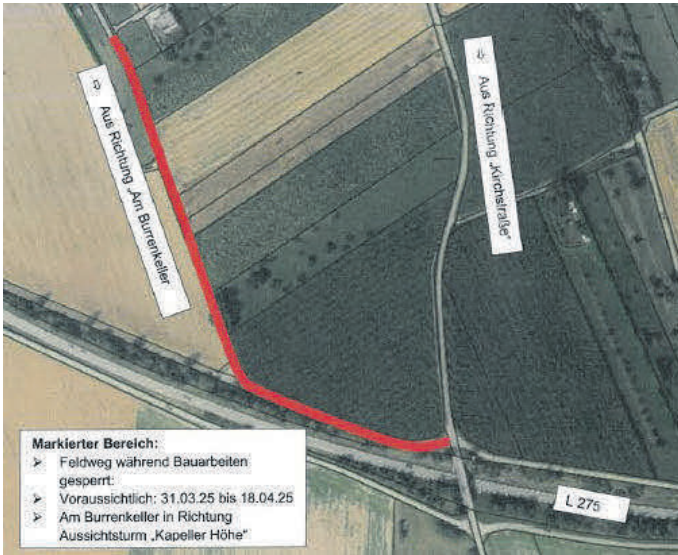 ⇨ Aus Richtung „Am Burrenkeller
⇨ Aus Richtung „Kirchstraße"
Markierter Bereich:
➢ Feldweg während Bauarbeiten
gesperrt:
➢ Voraussichtlich: 31.03.25 bis 18.04.25
➢ Am Burrenkeller in Richtung
Aussichtsturm „Kapeller Höhe"
L 275